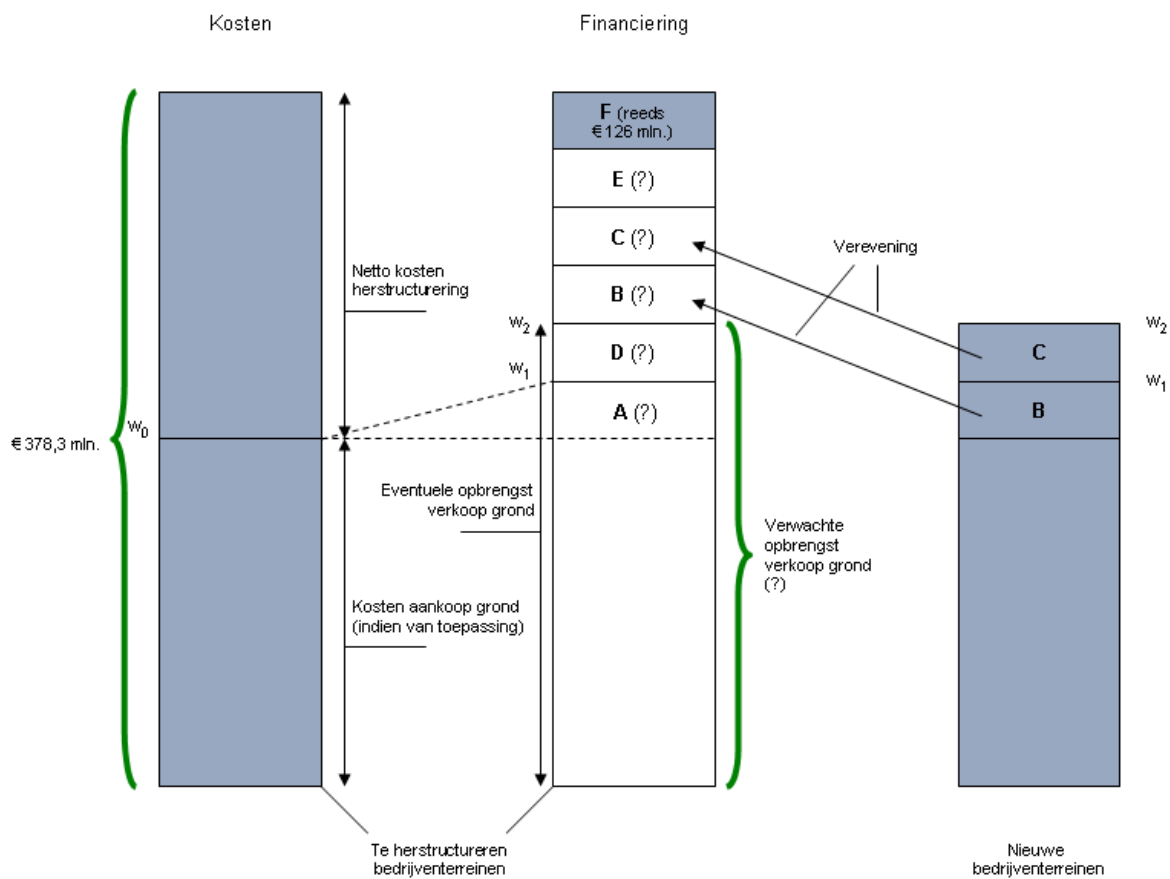 Kosten
Financiering
F (reeds
€ 126 mln.)
E (?)
C (?)
Verevening
Netto kosten
herstructurering
B (?)
W2
W2
D (?)
C
W1
W1
A (?)
B
W0
€ 378,3 mln.
Eventuele opbrengst
verkoop grond
Verwachte
opbrengst
verkoop grond
(?)
Kosten aankoop grond
(indien van toepassing)
Te herstructureren
bedrijventerreinen
Nieuwe
bedrijventerreinen